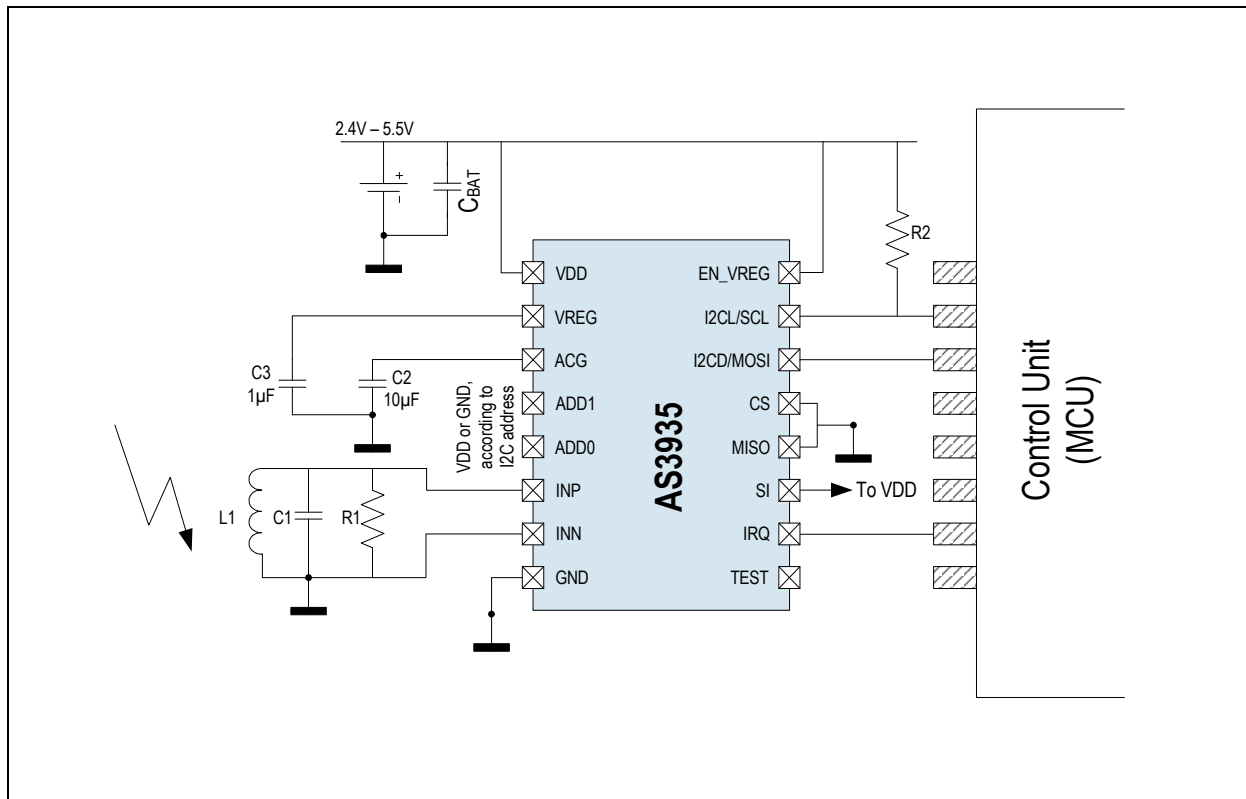 2.4V – 5.5V
+
-
CBAT
R2
VDD
VREG
ACG
ADD1
ADD0
INP
INN
GND
EN_VREG
I2CL/SCL
I2CD/MOSI
CS
MISO
SI
IRQ
TEST
AS3935
C3
1µF
C2
10µF
VDD or GND,
according to
I2C address
L1
C1
R1
To VDD
Control Unit
(MCU)